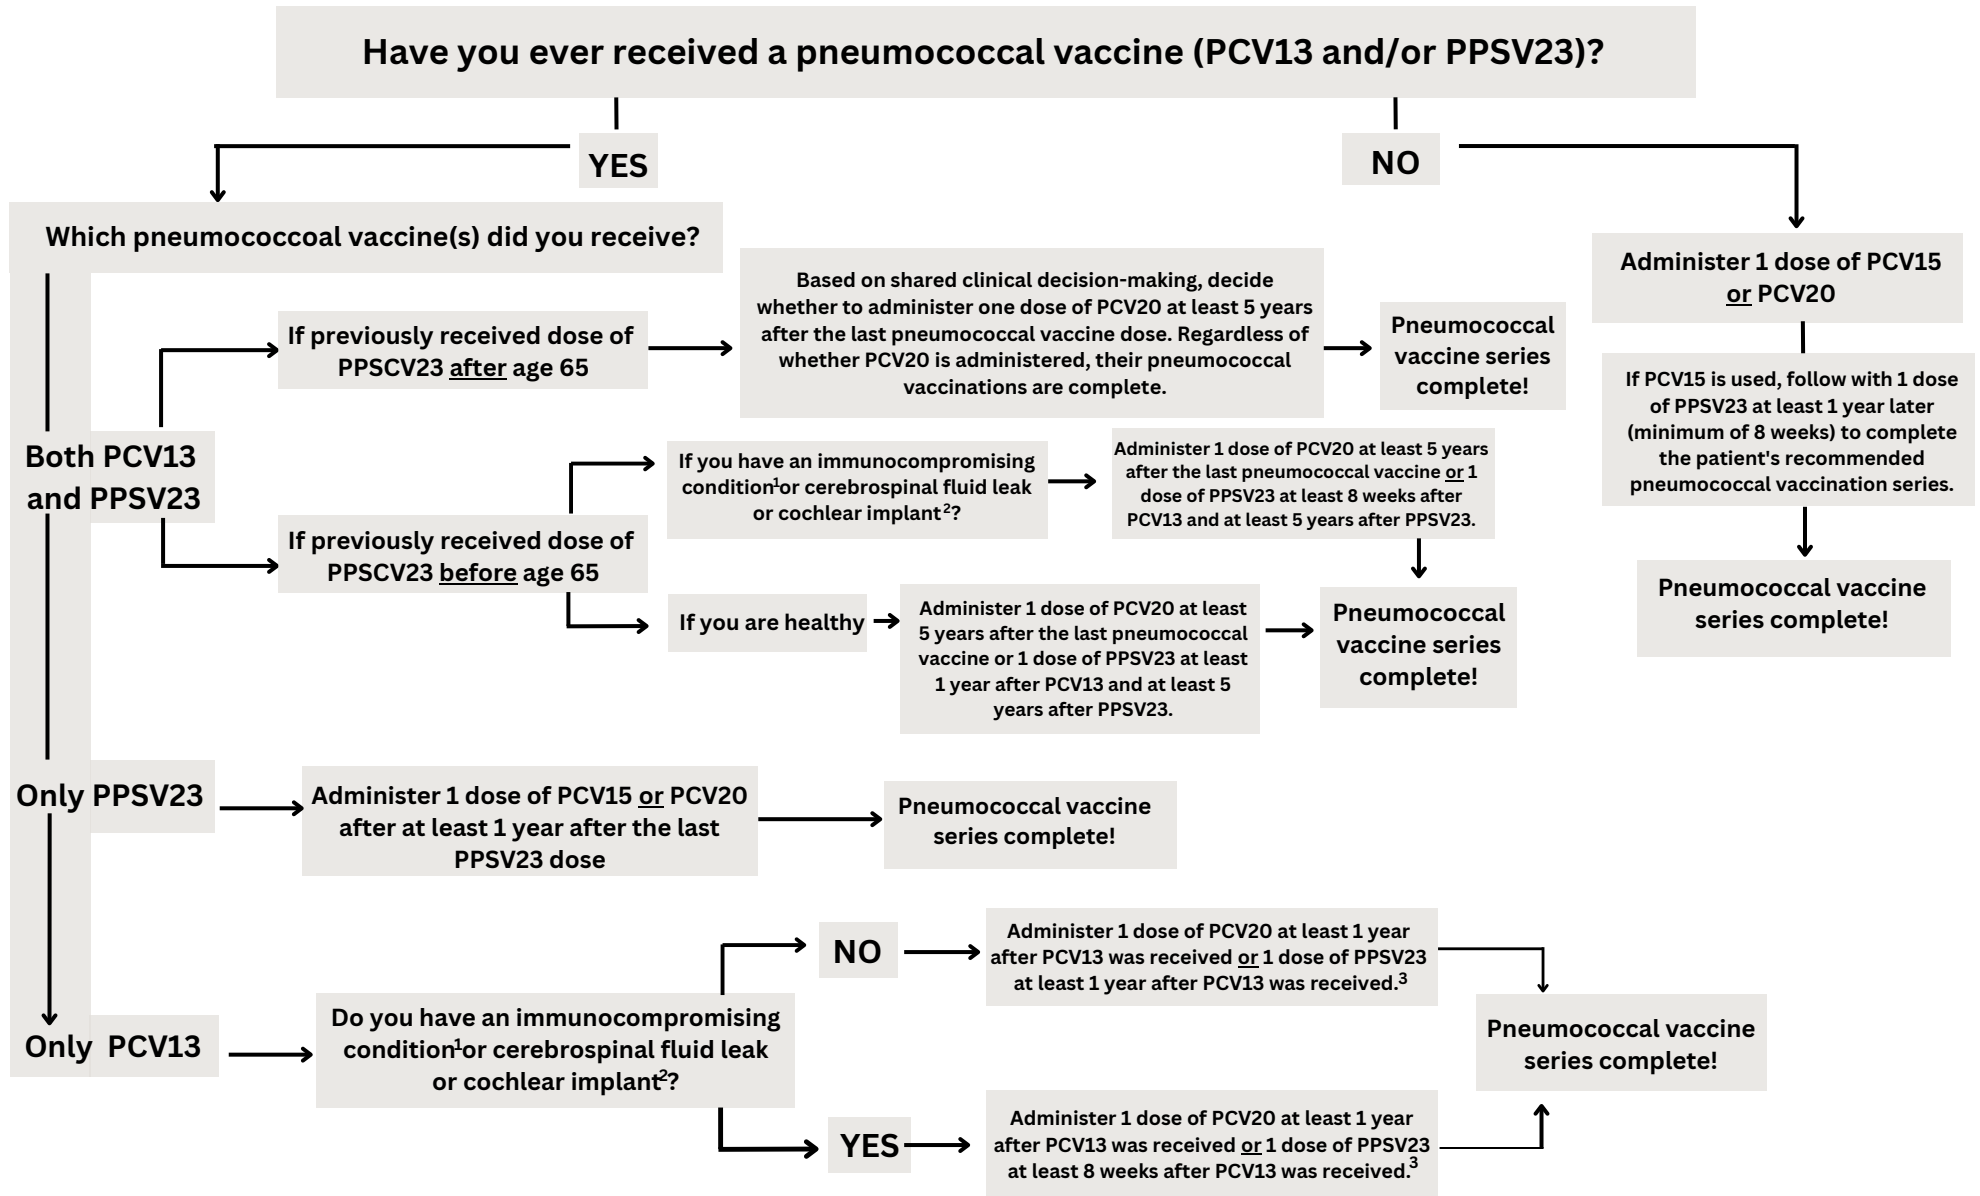 Have you ever received a pneumococcal vaccine (PCV13 and/or PPSV23)?
YES
NO
Which pneumococcoal vaccine(s) did you receive?
Both PCV13
and PPSV23
If previously received dose of
PPSCV23 after age 65
Based on shared clinical decision-making, decide
whether to administer one dose of PCV20 at least 5 years
after the last pneumococcal vaccine dose. Regardless of
whether PCV20 is administered, their pneumococcal
vaccinations are complete.
Pneumococcal
vaccine series
complete!
If previously received dose of
PPSCV23 before age 65
If you have an immunocompromising
condition¹or cerebrospinal fluid leak
or cochlear implant²?
Administer 1 dose of PCV20 at least 5 years
after the last pneumococcal vaccine or 1
dose of PPSV23 at least 8 weeks after
PCV13 and at least 5 years after PPSV23.
If you are healthy
Administer 1 dose of PCV20 at least
5 years after the last pneumococcal
vaccine or 1 dose of PPSV23 at least
1 year after PCV13 and at least 5
years after PPSV23.
Pneumococcal
vaccine series
complete!
Only PPSV23
Administer 1 dose of PCV15 or PCV20
after at least 1 year after the last
PPSV23 dose
Pneumococcal vaccine
series complete!
Only PCV13
Do you have an immunocompromising
condition¹or cerebrospinal fluid leak
or cochlear implant²?
NO
Administer 1 dose of PCV20 at least 1 year
after PCV13 was received or 1 dose of PPSV23
at least 1 year after PCV13 was received.³
YES
Administer 1 dose of PCV20 at least 1 year
after PCV13 was received or 1 dose of PPSV23
at least 8 weeks after PCV13 was received.³
Pneumococcal vaccine
series complete!
Administer 1 dose of PCV15
or PCV20
If PCV15 is used, follow with 1 dose
of PPSV23 at least 1 year later
(minimum of 8 weeks) to complete
the patient's recommended
pneumococcal vaccination series.
Pneumococcal vaccine
series complete!